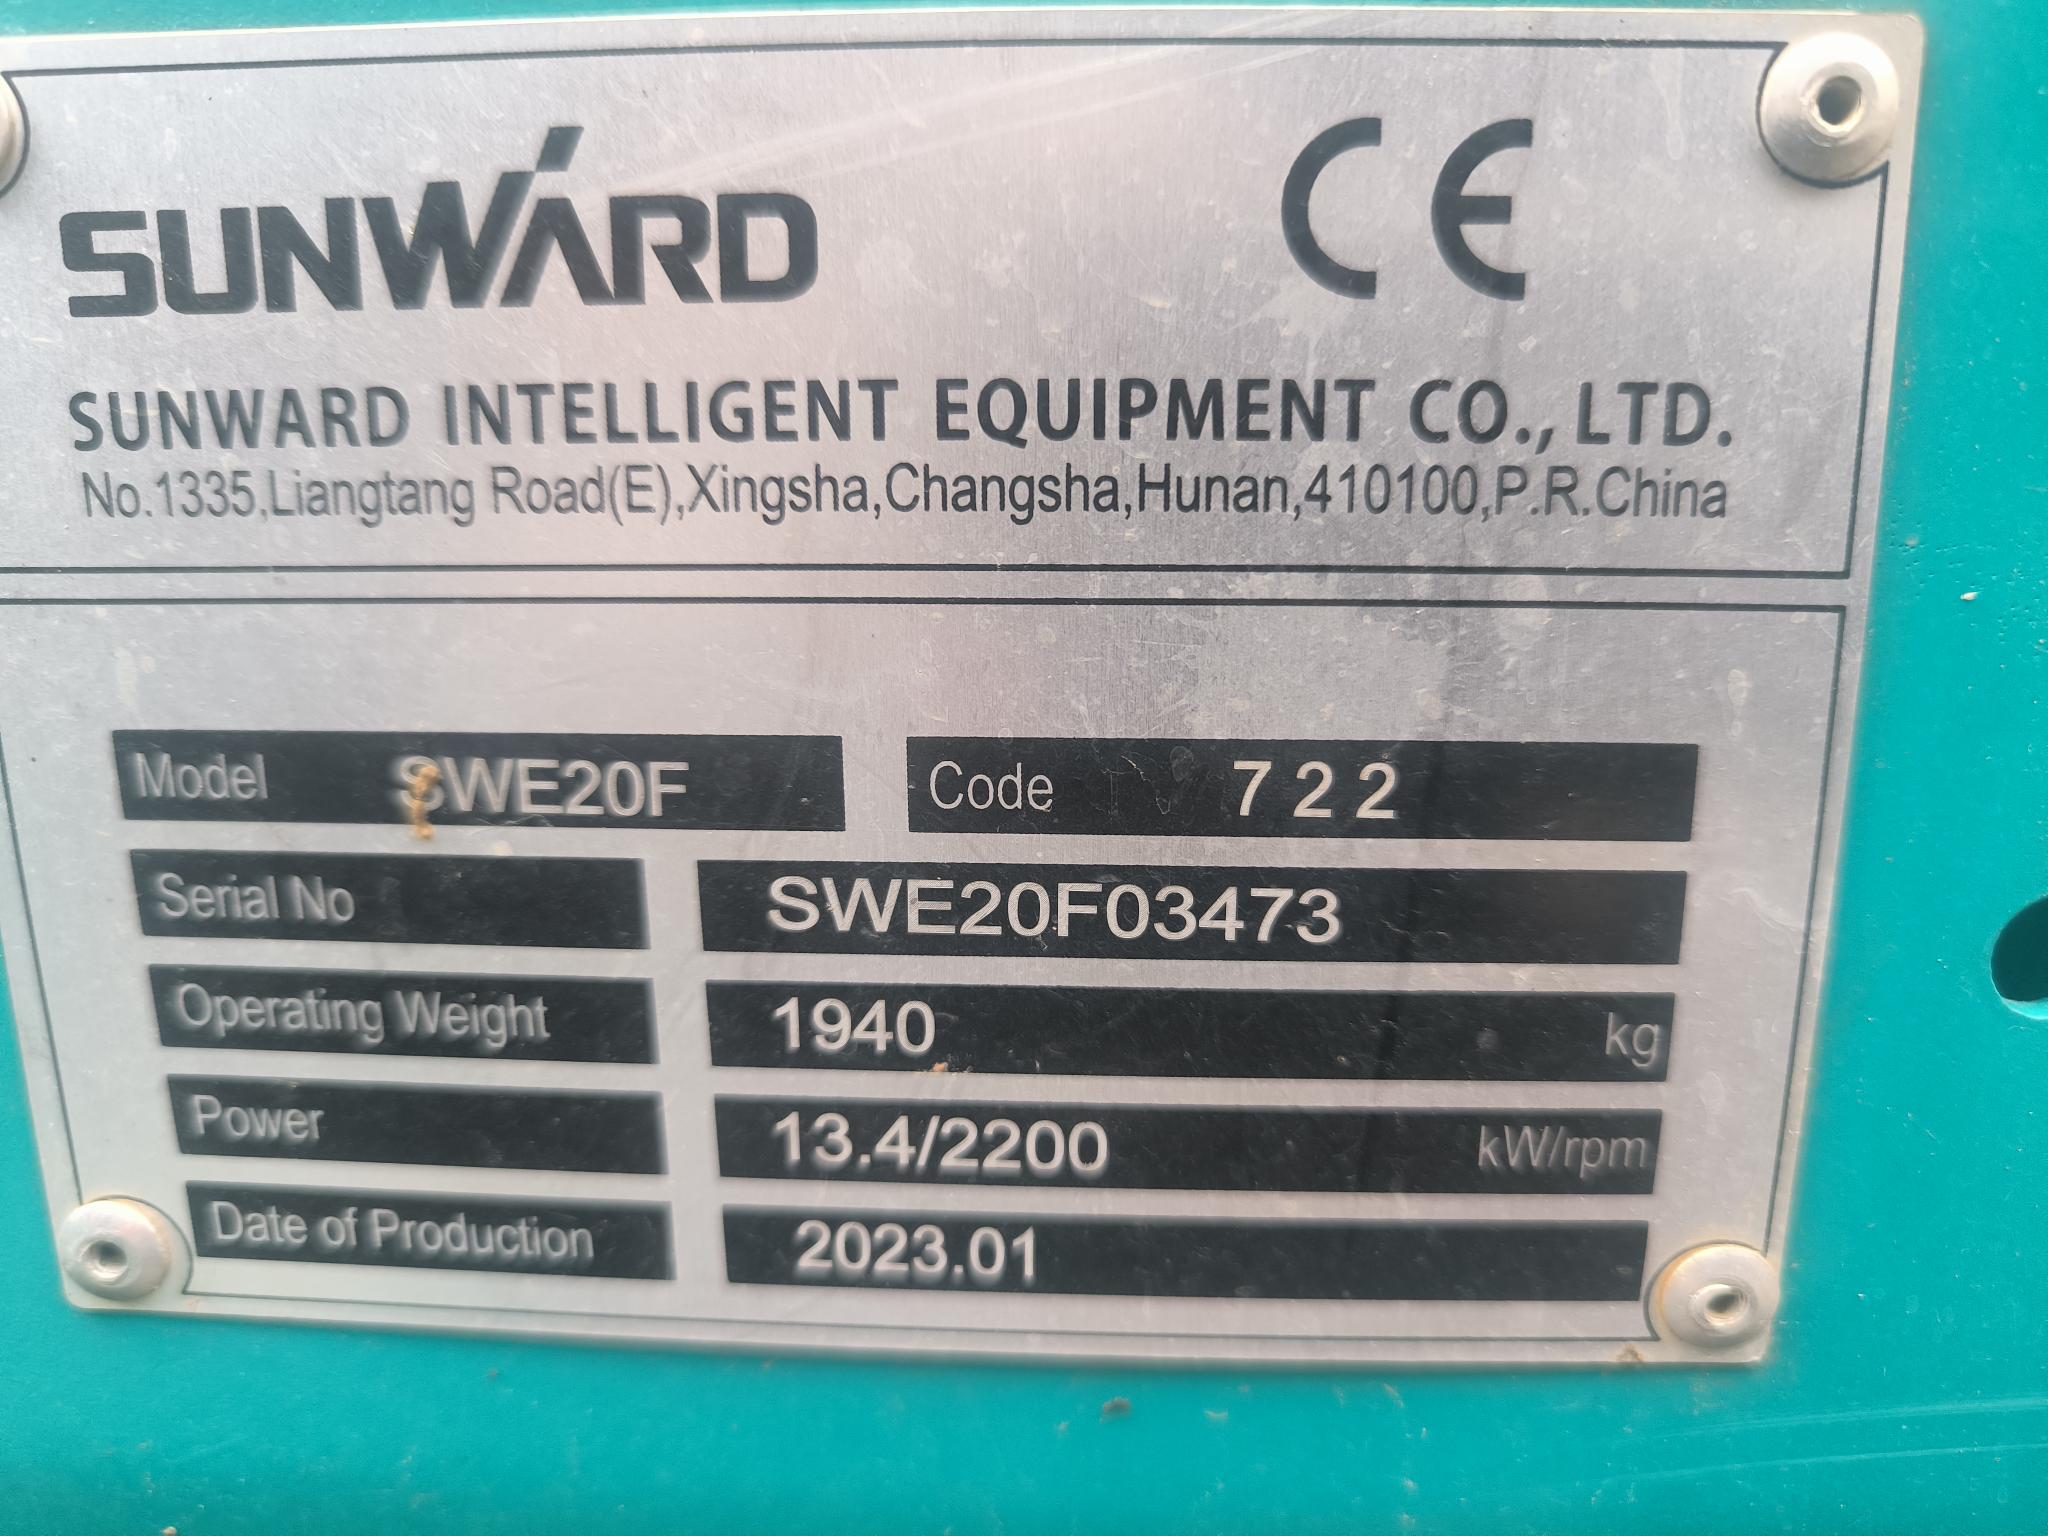 SUNWARD CE
SUNWARD INTELLIGENT EQUIPMENT CO., LTD.
No.1335,Liangtang Road(E),Xingsha,Changsha,Hunan,410100,P.R.China
Model SWE20F Code 722
Serial No SWE20F03473
Operating Weight 1940 kg
Power 13.4/2200 kW/rpm
Date of Production 2023.01